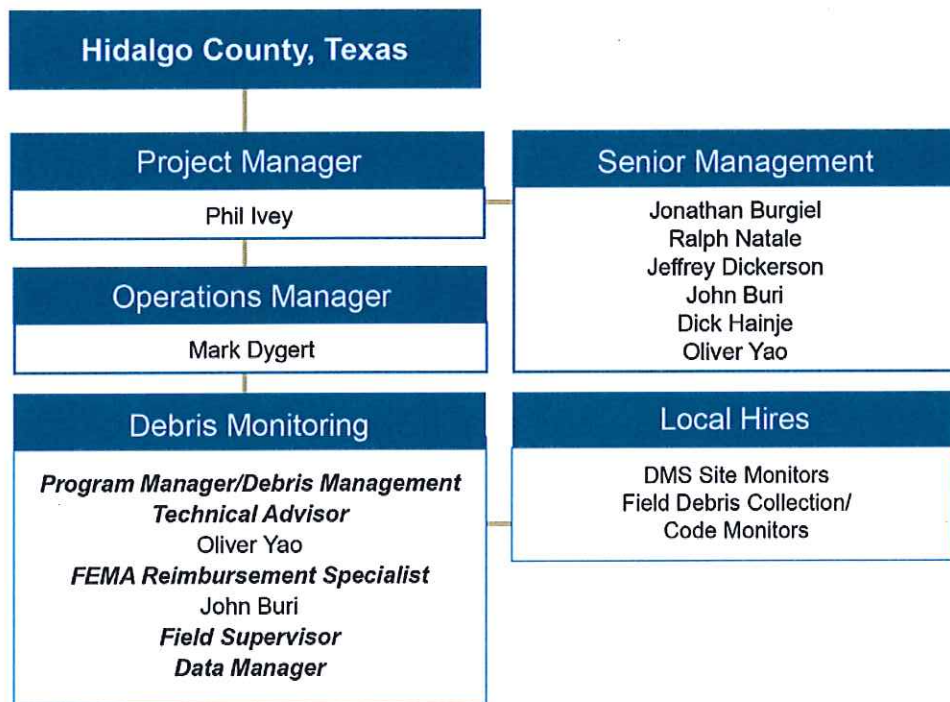 Hidalgo County, Texas
Project Manager
Phil Ivey
Senior Management
Jonathan Burgiel
Ralph Natale
Jeffrey Dickerson
John Buri
Dick Hainje
Oliver Yao
Operations Manager
Mark Dygert
Debris Monitoring
Program Manager/Debris Management
Technical Advisor
Oliver Yao
FEMA Reimbursement Specialist
John Buri
Field Supervisor
Data Manager
Local Hires
DMS Site Monitors
Field Debris Collection/
Code Monitors